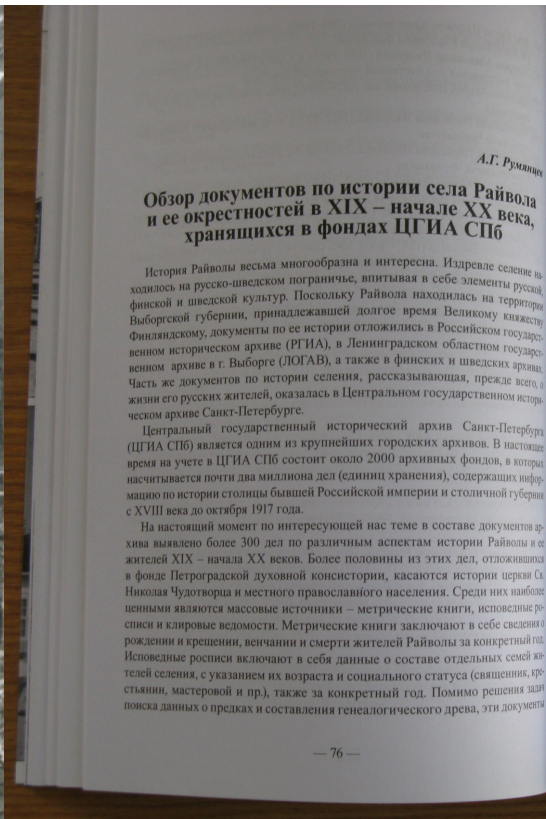 А.Г. Румянцев
Обзор документов по истории села Райвола
и ее окрестностей в XIX – начале XX века,
хранящихся в фондах ЦГИА СПб
История Райволы весьма многообразна и интересна. Издревле селение на-
ходилось на русско-шведском пограничье, впитывая в себе элементы русской,
финской и шведской культур. Поскольку Райвола находилась на территории
Выборгской губернии, принадлежавшей долгое время Великому княжеству
Финляндскому, документы по ее истории отложились в Российском государст-
венном историческом архиве (РГИА), в Ленинградском областном государст-
венном архиве в г. Выборге (ЛОГАВ), а также в финских и шведских архивах.
Часть же документов по истории селения, рассказывающая, прежде всего, о
жизни его русских жителей, оказалась в Центральном государственном истори-
ческом архиве Санкт-Петербурге.
Центральный государственный исторический архив Санкт-Петербурга
(ЦГИА СПб) является одним из крупнейших городских архивов. В настоящее
время на учете в ЦГИА СПб состоит около 2000 архивных фондов, в которых
насчитывается почти два миллиона дел (единиц хранения), содержащих инфор-
мацию по истории столицы бывшей Российской империи и столичной губернии
с XVIII века до октября 1917 года.
На настоящий момент по интересующей нас теме в составе документов ар-
хива выявлено более 300 дел по различным аспектам истории Райволы и ее
жителей XIX – начала XX веков. Более половины из этих дел, отложившихся
в фонде Петроградской духовной консистории, касаются истории церкви Св.
Николая Чудотворца и местного православного населения. Среди них наиболее
ценными являются массовые источники – метрические книги, исповедные ро-
списи и клировые ведомости. Метрические книги заключают в себе сведения о
рождении и крещении, венчании и смерти жителей Райволы за конкретный год.
Исповедные росписи включают в себя данные о составе отдельных семей жи-
телей селения, с указанием их возраста и социального статуса (священник, кре-
стьянин, мастеровой и пр.), также за конкретный год. Помимо решения задач
поиска данных о предках и составления генеалогического древа, эти документы
— 76 —